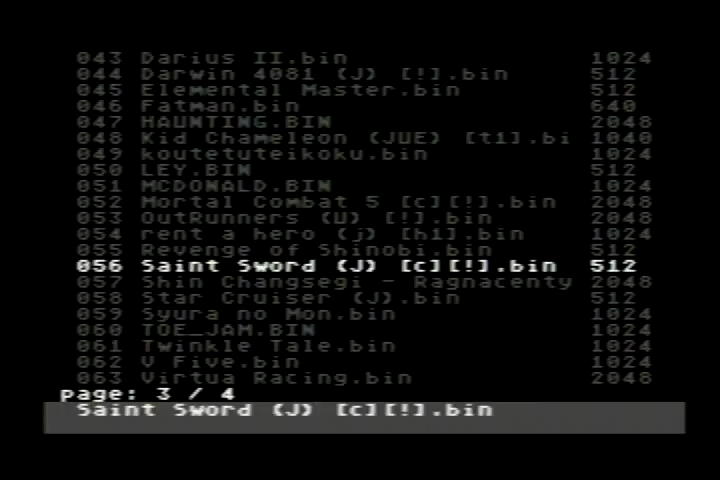 043 Darius II.bin 1024
044 Darwin 4081 (J) [!].bin 512
045 Elemental Master.bin 512
046 Fatman.bin 640
047 HAUNTING.BIN 2048
048 Kid Chameleon (JUE) [t1].bi 1040
049 koutetuteikoku.bin 1024
050 LEY.BIN 512
051 MCDONALD.BIN 1024
052 Mortal Combat 5 [c][!].bin 2048
053 OutRunners (U) [!].bin 2048
054 rent a hero (j) [h1].bin 1024
055 Revenge of Shinobi.bin 512
056 Saint Sword (J) [c][!].bin 512
057 Shin Changsegi - Ragnacenty 2048
058 Star Cruiser (J).bin 512
059 Syura no Mon.bin 1024
060 TOE_JAM.BIN 1024
061 Twinkle Tale.bin 1024
062 V Five.bin 1024
063 Virtua Racing.bin 2048
page: 3 / 4
Saint Sword (J) [c][!].bin